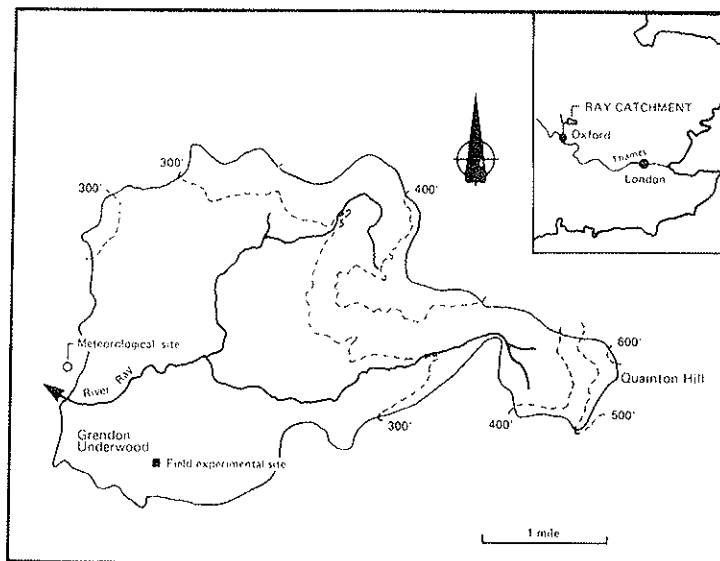 RAY CATCHMENT
Oxford
Thames
London
300'
300'
400'
Meteorological site
River Ray
600'
Quainton Hill
Grendon
Underwood
300'
400'
500'
Field experimental site
1 mile